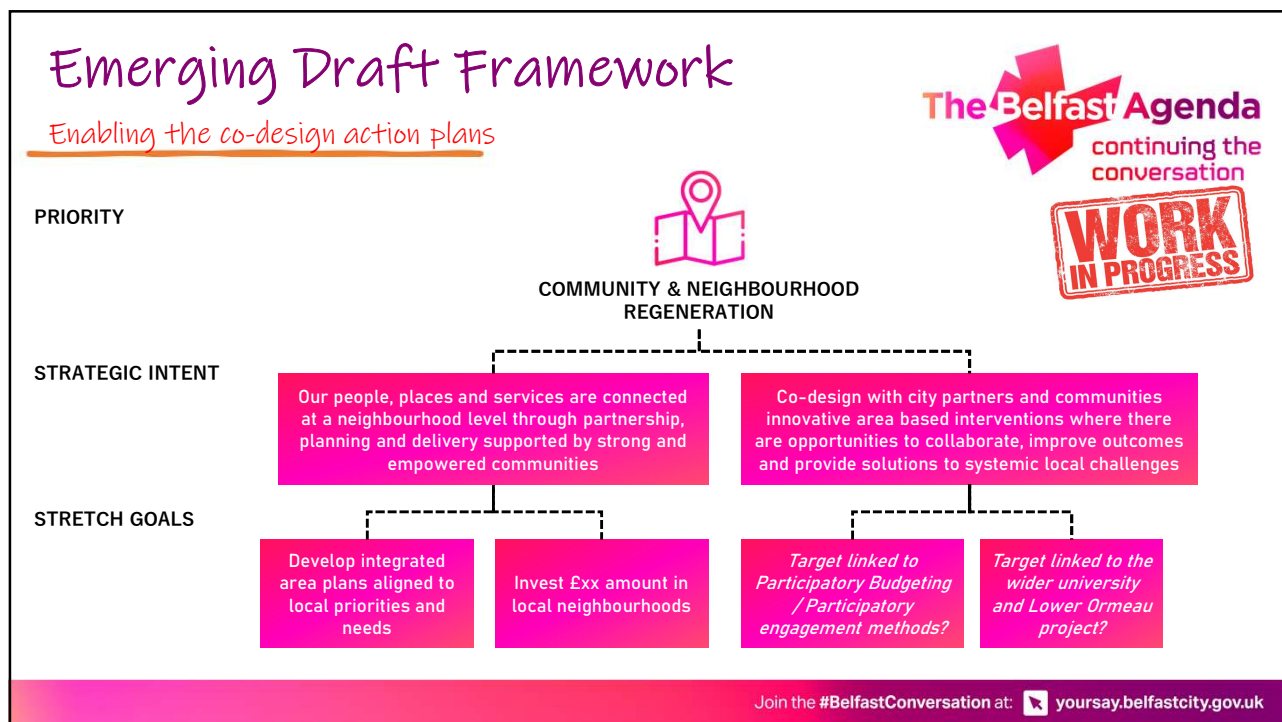 Emerging Draft Framework
Enabling the co-design action plans
The Belfast Agenda
continuing the
conversation
WORK
IN PROGRESS
PRIORITY
COMMUNITY & NEIGHBOURHOOD
REGENERATION
STRATEGIC INTENT
Our people, places and services are connected
at a neighbourhood level through partnership,
planning and delivery supported by strong and
empowered communities
Co-design with city partners and communities
innovative area based interventions where there
are opportunities to collaborate, improve outcomes
and provide solutions to systemic local challenges
STRETCH GOALS
Develop integrated
area plans aligned to
local priorities and
needs
Invest £xx amount in
local neighbourhoods
Target linked to
Participatory Budgeting
/ Participatory
engagement methods?
Target linked to the
wider university
and Lower Ormeau
project?
Join the #BelfastConversation at: yoursay.belfastcity.gov.uk